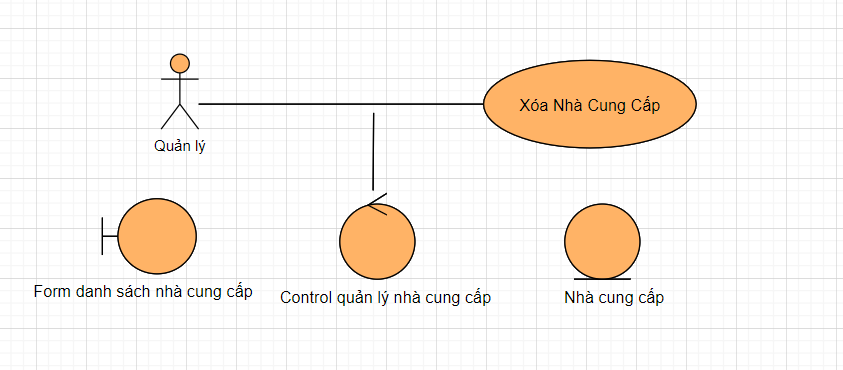 Xóa Nhà Cung Cấp
Quản lý
Form danh sách nhà cung cấp
Control quản lý nhà cung cấp
Nhà cung cấp